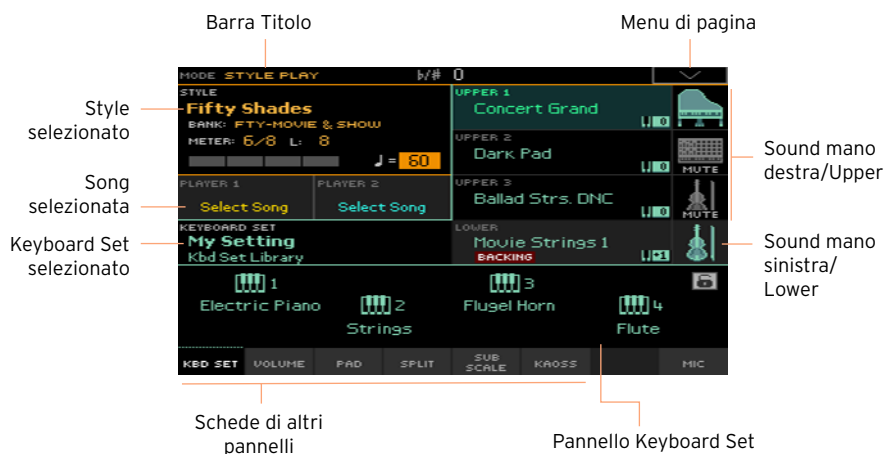 Barra Titolo
Menu di pagina
MODE STYLE PLAY
♭/# 0
STYLE
Fifty Shades
BANK: FTY-MOVIE & SHOW
METER: 6/8 L: 8
♩= 60
UPPER 1
Concert Grand
0
UPPER 2
Dark Pad
0
MUTE
UPPER 3
Ballad Strs. DNC
0
MUTE
PLAYER 1
Select Song
PLAYER 2
Select Song
KEYBOARD SET
My Setting
Kbd Set Library
LOWER
Movie Strings 1
BACKING
+1
1
Electric Piano
2
Strings
3
Flugel Horn
4
Flute
KBD SET
VOLUME
PAD
SPLIT
SUB
SCALE
KAOSS
MIC
Style
selezionato
Song
selezionata
Keyboard Set
selezionato
Sound mano
destra/Upper
Sound mano
sinistra/
Lower
Schede di altri
pannelli
Pannello Keyboard Set